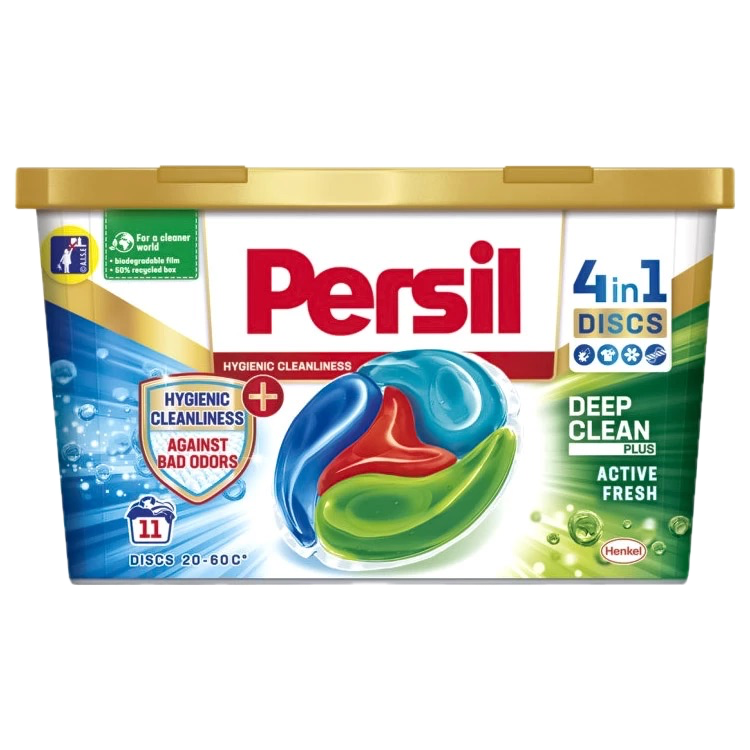 For a cleaner
world
• biodegradable film
• 60% recycled box
©A.I.S.E.
Persil
4in1
DISCS
HYGIENIC CLEANLINESS
HYGIENIC
CLEANLINESS
AGAINST
BAD ODORS
DEEP
CLEAN
PLUS
ACTIVE
FRESH
11
DISCS 20-60C°
Henkel